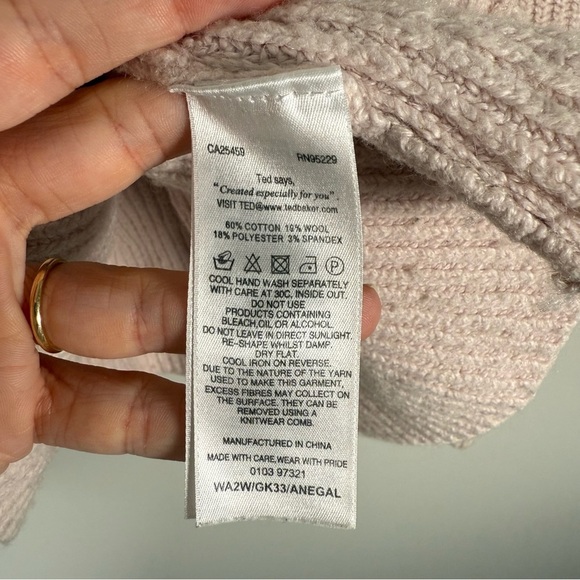 CA25459 RN95229
Ted says,
"Created especially for you".
VISIT TED@www.tedbaker.com
60% COTTON 19% WOOL
18% POLYESTER 3% SPANDEX
COOL HAND WASH SEPARATELY
WITH CARE AT 30C, INSIDE OUT.
DO NOT USE
PRODUCTS CONTAINING
BLEACH,OIL OR ALCOHOL.
DO NOT LEAVE IN DIRECT SUNLIGHT.
RE-SHAPE WHILST DAMP.
DRY FLAT.
COOL IRON ON REVERSE.
DUE TO THE NATURE OF THE YARN
USED TO MAKE THIS GARMENT,
EXCESS FIBRES MAY COLLECT ON
THE SURFACE. THEY CAN BE
REMOVED USING A
KNITWEAR COMB.
MANUFACTURED IN CHINA
MADE WITH CARE,WEAR WITH PRIDE
0103 97321
WA2W/GK33/ANEGAL